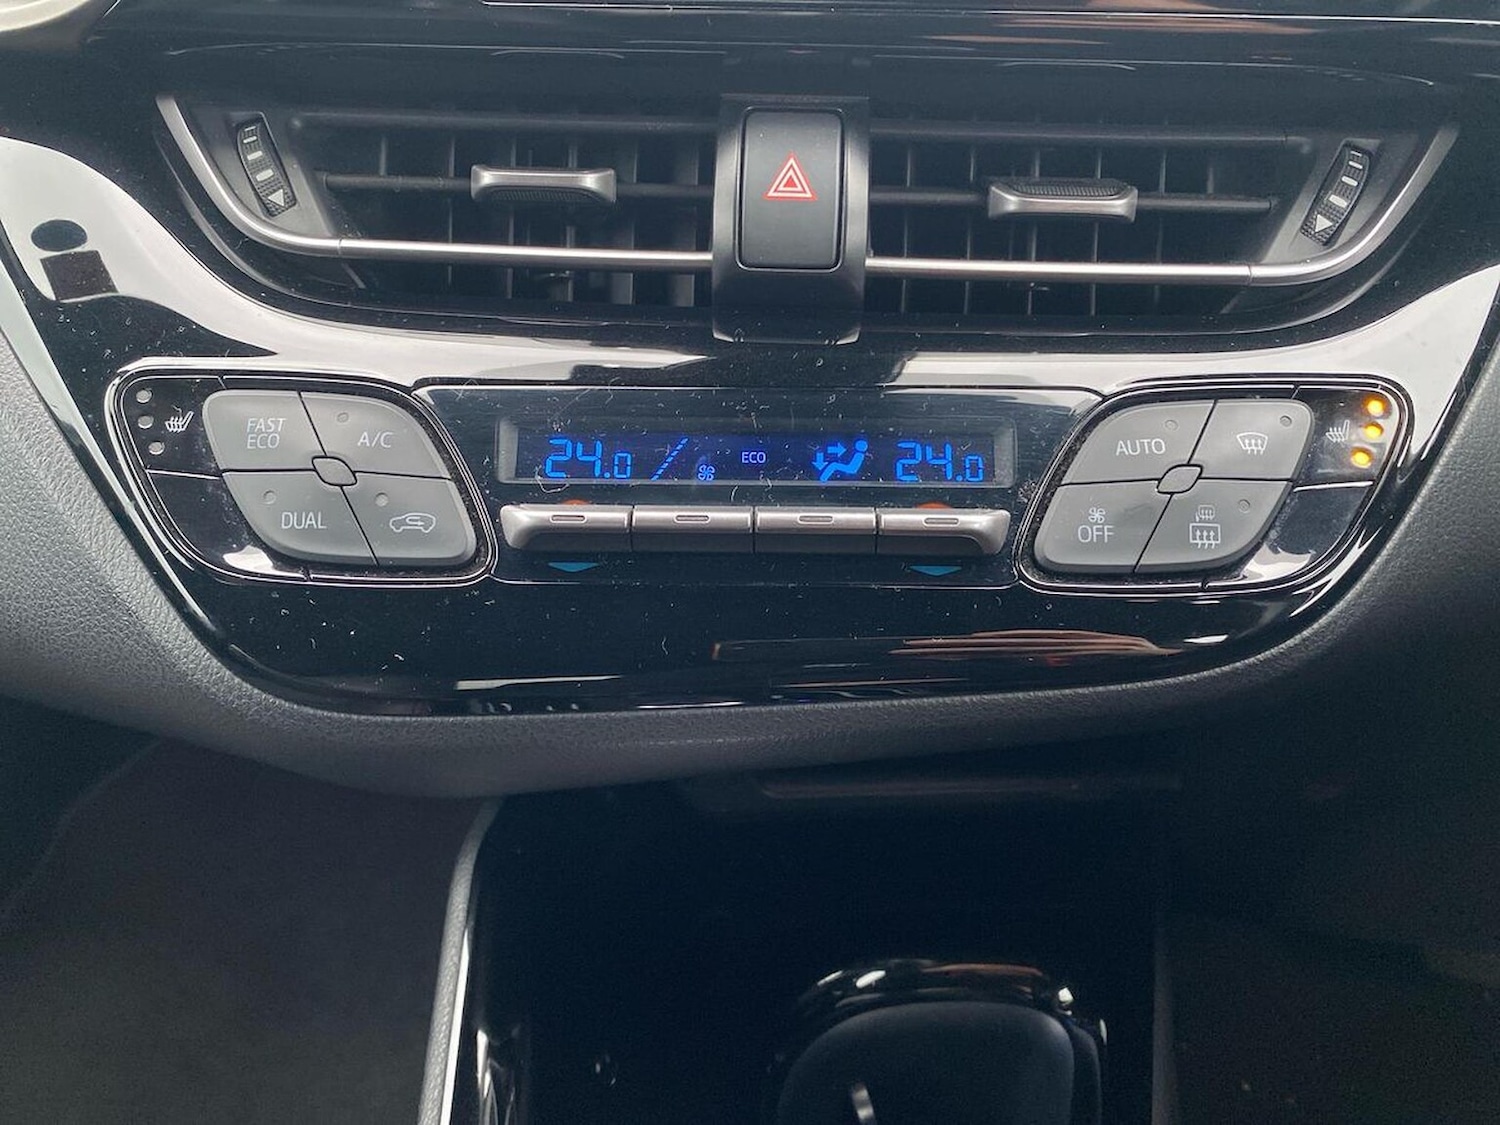 FAST
ECO
A/C
DUAL
24.0
ECO
24.0
AUTO
OFF